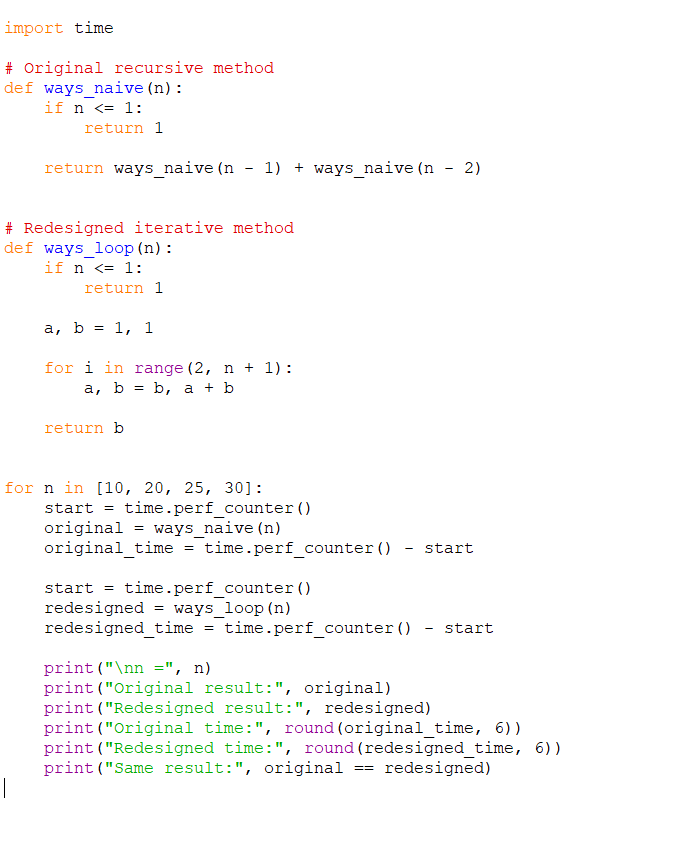 import time

# Original recursive method
def ways_naive(n):
    if n <= 1:
        return 1

    return ways_naive(n - 1) + ways_naive(n - 2)


# Redesigned iterative method
def ways_loop(n):
    if n <= 1:
        return 1

    a, b = 1, 1

    for i in range(2, n + 1):
        a, b = b, a + b

    return b


for n in [10, 20, 25, 30]:
    start = time.perf_counter()
    original = ways_naive(n)
    original_time = time.perf_counter() - start

    start = time.perf_counter()
    redesigned = ways_loop(n)
    redesigned_time = time.perf_counter() - start

    print("\nn =", n)
    print("Original result:", original)
    print("Redesigned result:", redesigned)
    print("Original time:", round(original_time, 6))
    print("Redesigned time:", round(redesigned_time, 6))
    print("Same result:", original == redesigned)